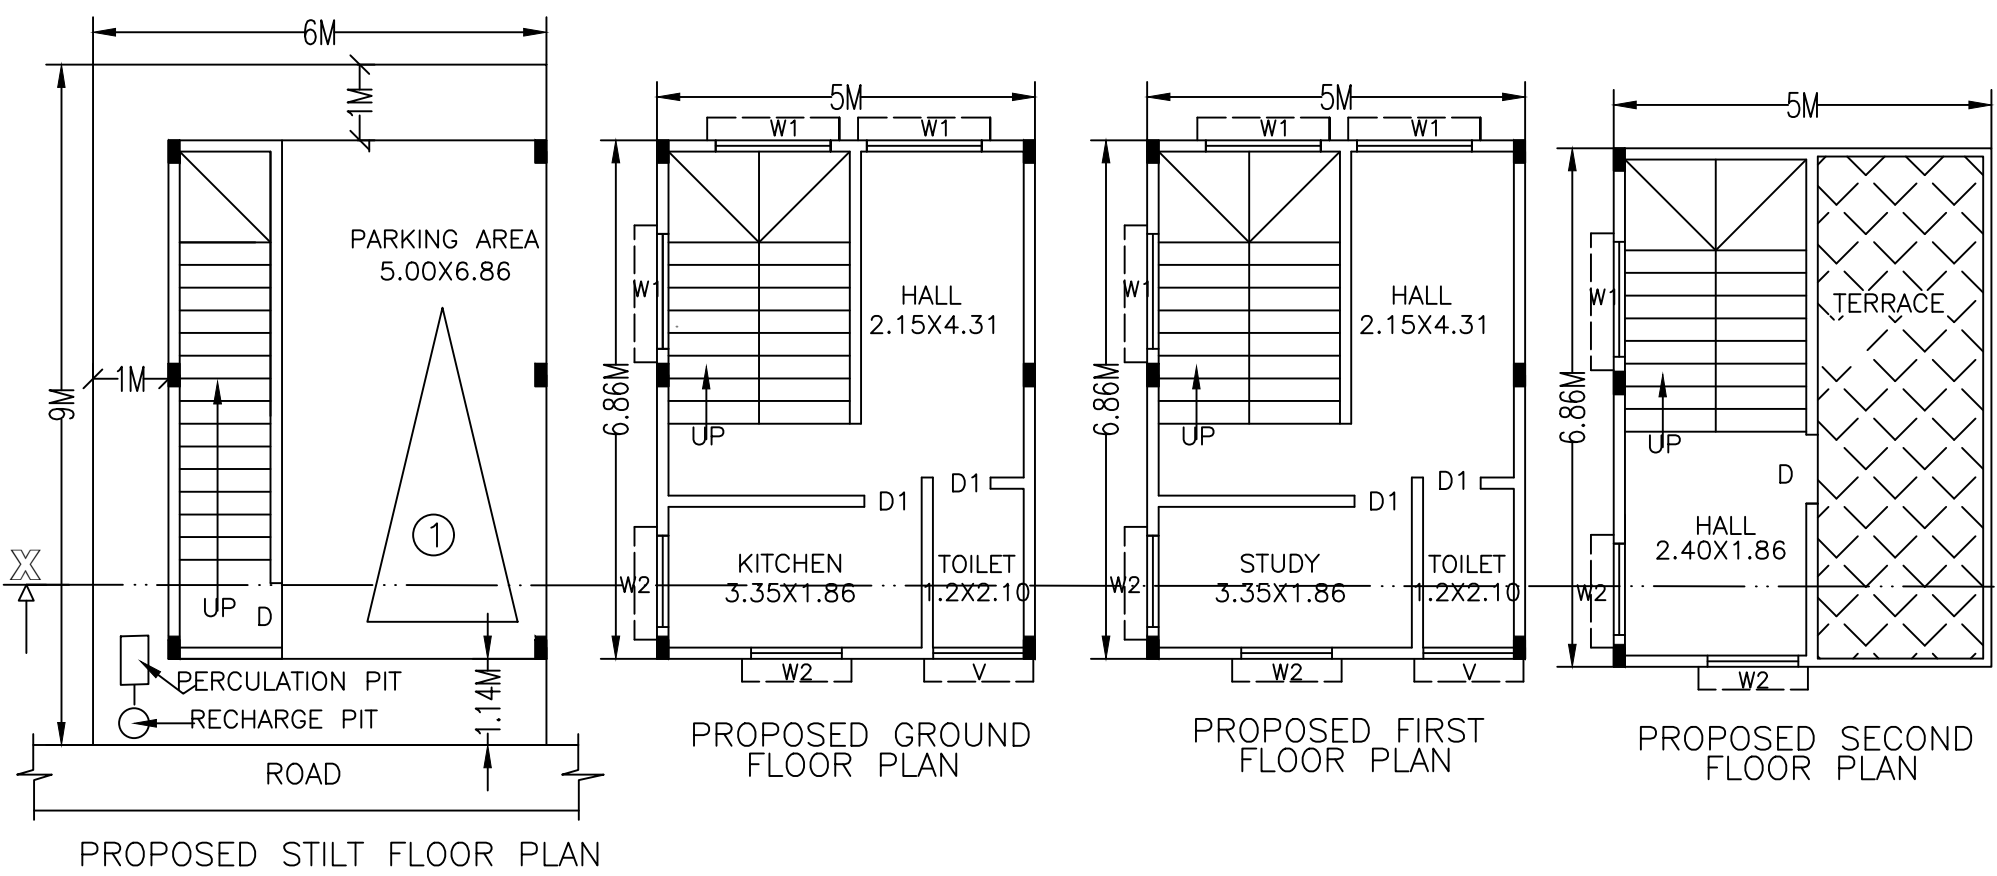 6M
1M
9M
1M
PARKING AREA
5.00X6.86
1
X
UP
D
PERCULATION PIT
RECHARGE PIT
1.14M
ROAD
PROPOSED STILT FLOOR PLAN
5M
W1
W1
W1
6.86M
HALL
2.15X4.31
UP
D1
D1
KITCHEN
3.35X1.86
TOILET
1.2X2.10
W2
W2
V
PROPOSED GROUND
FLOOR PLAN
5M
W1
W1
W1
6.86M
HALL
2.15X4.31
UP
D1
D1
STUDY
3.35X1.86
TOILET
1.2X2.10
W2
W2
V
PROPOSED FIRST
FLOOR PLAN
5M
W1
6.86M
TERRACE
UP
D
HALL
2.40X1.86
W2
W2
PROPOSED SECOND
FLOOR PLAN